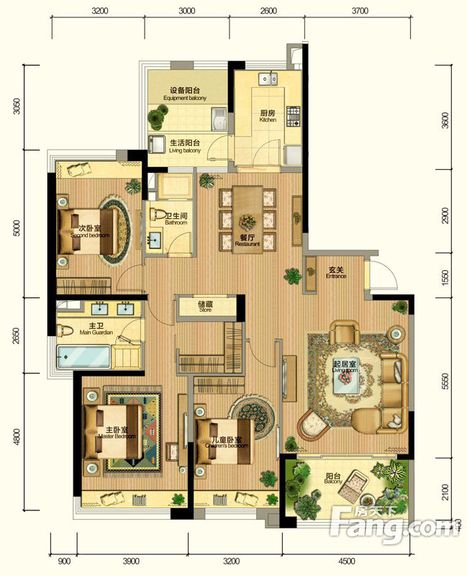 3200
3000
2600
3700
3050
5000
2650
4800
3600
2900
1550
5550
2100
设备阳台
Equipment balcony
厨房
Kitchen
生活阳台
Living balcony
次卧室
Second bedroom
卫生间
Bathroom
餐厅
Restaurant
玄关
Entrance
储藏
Store
主卫
Main Guardian
起居室
Living room
主卧室
Master Bedroom
儿童卧室
Children's bedroom
阳台
Balcony
房天下
Fang.com
900
3900
3200
4500